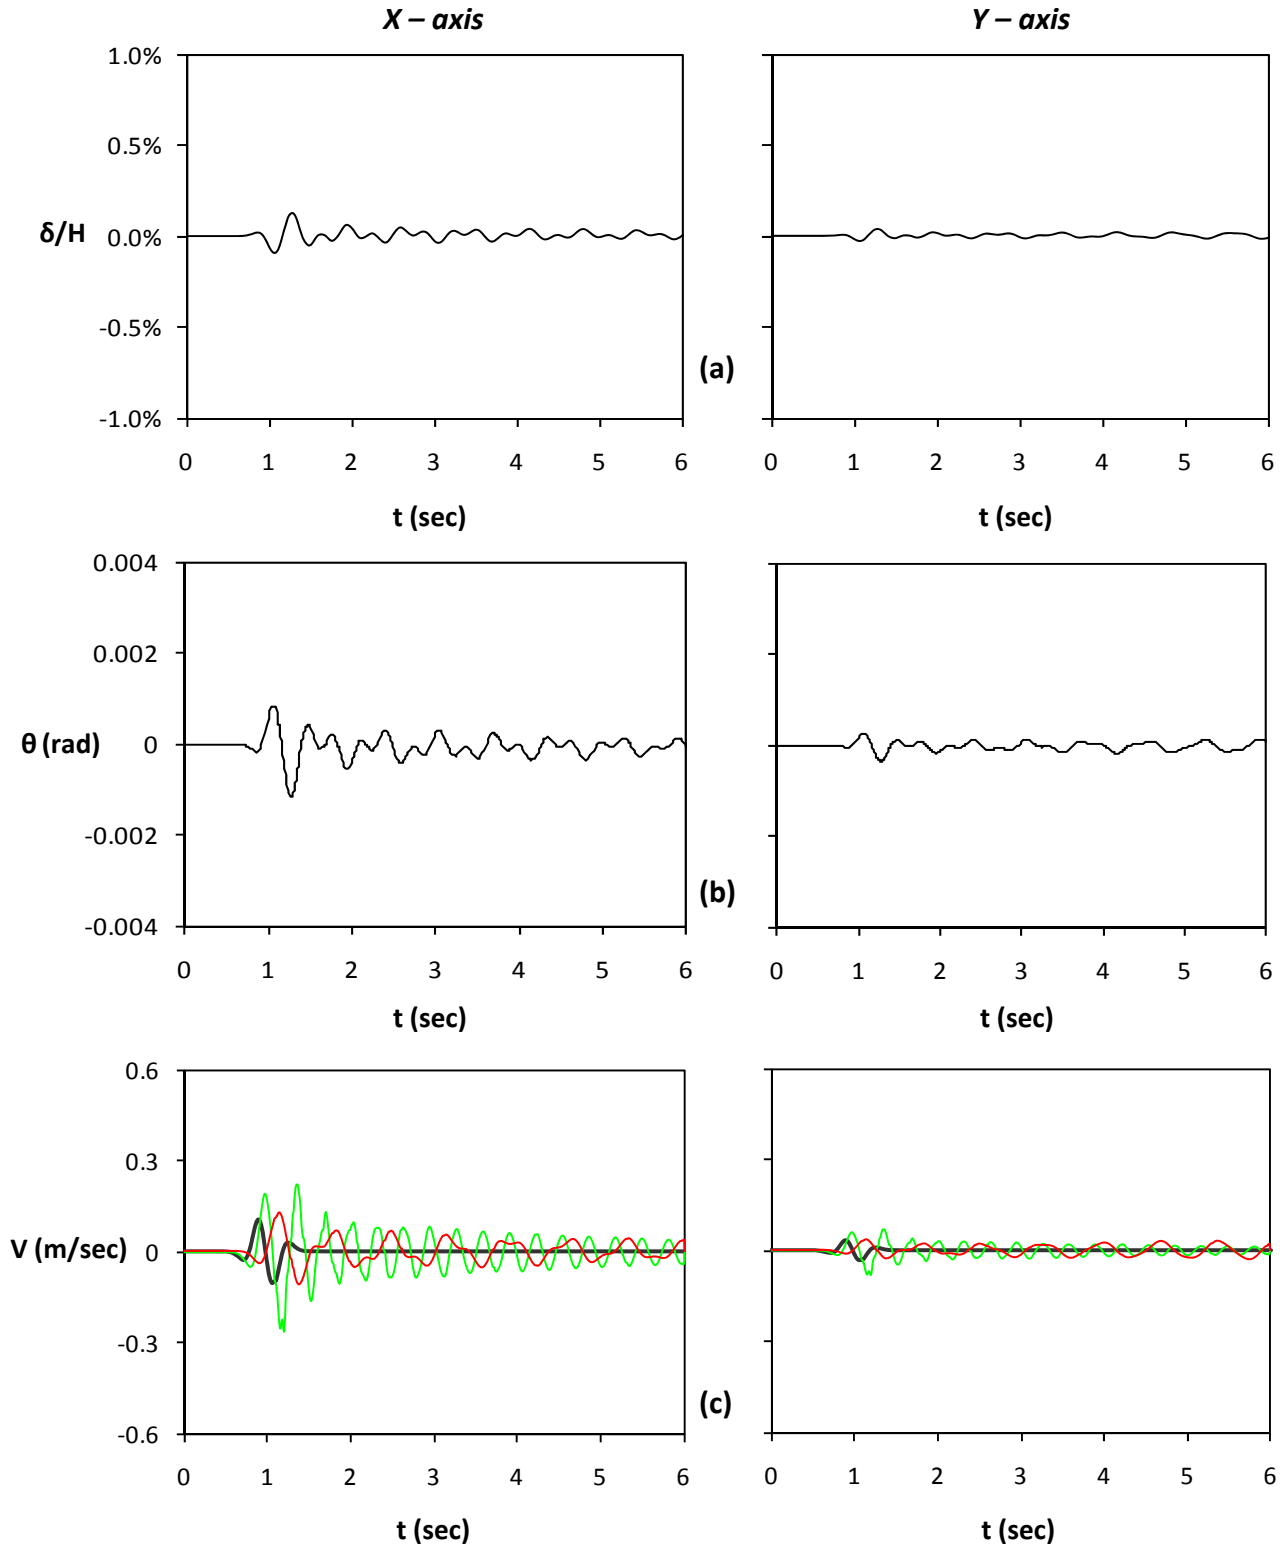 X – axis Y – axis
1.0%
0.5%
δ/H 0.0%
-0.5%
(a)
-1.0%
0 1 2 3 4 5 6 0 1 2 3 4 5 6
t (sec) t (sec)
0.004
0.002
θ (rad) 0
-0.002
(b)
-0.004
0 1 2 3 4 5 6 0 1 2 3 4 5 6
t (sec) t (sec)
0.6
0.3
V (m/sec) 0
-0.3
(c)
-0.6
0 1 2 3 4 5 6 0 1 2 3 4 5 6
t (sec) t (sec)